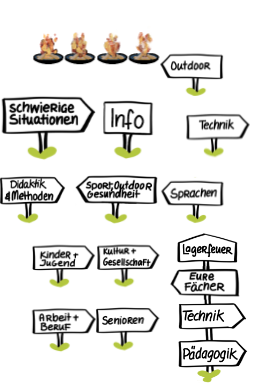 Outdoor
Schwierige
Situationen
Info
Technik
Didaktik
& Methoden
Sport, Outdoor
Gesundheit
Sprachen
Kinder +
Jugend
Kultur +
Gesellschaft
Lagerfeuer
Eure
Fächer
Arbeit +
Beruf
Senioren
Technik
Pädagogik